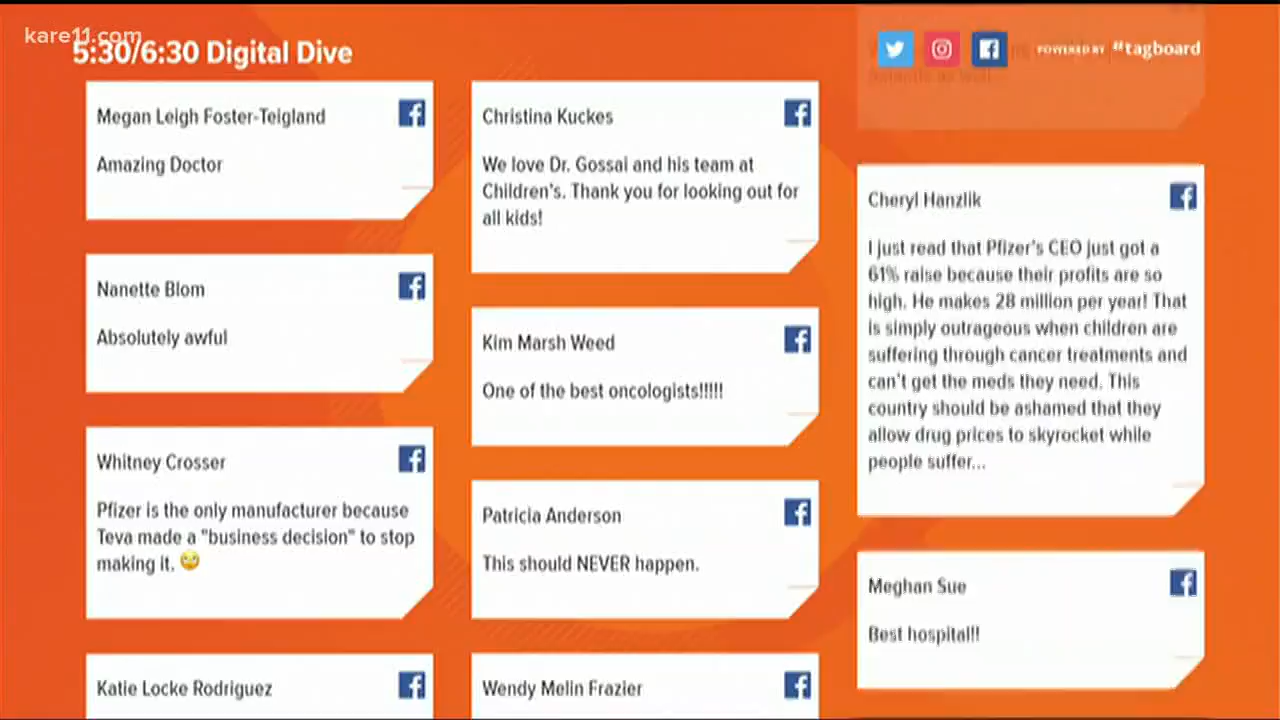 kare11.com
5:30/6:30 Digital Dive
POWERED BY #tagboard
Megan Leigh Foster-Teigland
Amazing Doctor
Nanette Blom
Absolutely awful
Whitney Crosser
Pfizer is the only manufacturer because
Teva made a "business decision" to stop
making it. 🙄
Katie Locke Rodriguez
Christina Kuckes
We love Dr. Gossai and his team at
Children's. Thank you for looking out for
all kids!
Kim Marsh Weed
One of the best oncologists!!!!!
Patricia Anderson
This should NEVER happen.
Wendy Melin Frazier
Cheryl Hanzlik
I just read that Pfizer's CEO just got a
61% raise because their profits are so
high. He makes 28 million per year! That
is simply outrageous when children are
suffering through cancer treatments and
can't get the meds they need. This
country should be ashamed that they
allow drug prices to skyrocket while
people suffer...
Meghan Sue
Best hospital!!